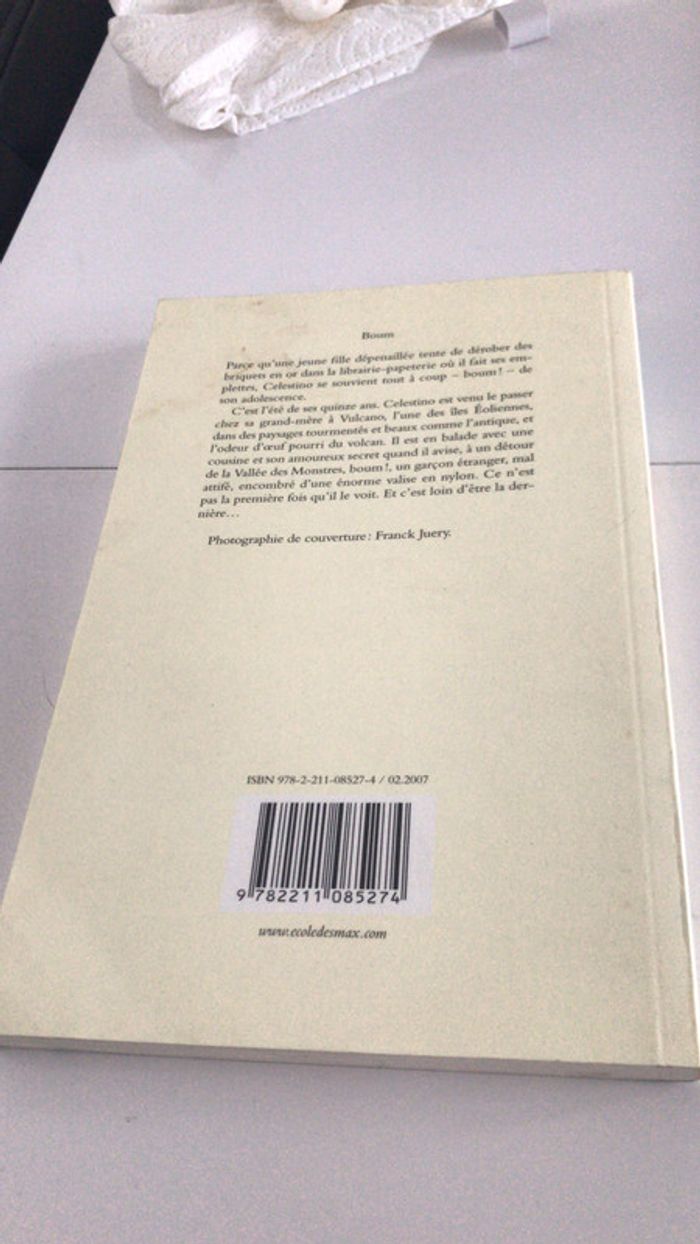 Boum
Parce qu'une jeune fille dépenaillée tente de dérober des
briquets en or dans la librairie-papeterie où il fait ses em-
plettes, Celestino se souvient tout à coup – boum! – de
son adolescence.
C'est l'été de ses quinze ans. Celestino est venu le passer
chez sa grand-mère à Vulcano, l'une des îles Éoliennes,
dans des paysages tourmentés et beaux comme l'antique, et
l'odeur d'œuf pourri du volcan. Il est en balade avec une
cousine et son amoureux secret quand il avise, à un détour
de la Vallée des Monstres, boum!, un garçon étranger, mal
attifé, encombré d'une énorme valise en nylon. Ce n'est
pas la première fois qu'il le voit. Et c'est loin d'être la der-
nière…
Photographie de couverture: Franck Juery.
ISBN 978-2-211-08527-4 / 02.2007
9 782211 085274
www.ecoledesmax.com